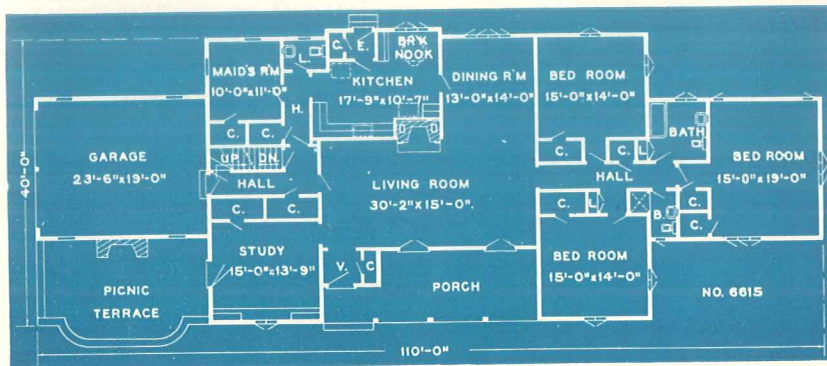 MAID'S R'M
10'-0"x11'-0"
L.
C.
E.
BRK
NOOK
KITCHEN
17'-9"x10'-7"
DINING R'M
13'-0"x14'-0"
BED ROOM
15'-0"x14'-0"
H.
C.
C.
UP
DN.
GARAGE
23'-6"x19'-0"
40'-0"
HALL
C.
C.
LIVING ROOM
30'-2"x15'-0"
C.
C.
L
BATH
HALL
BED ROOM
15'-0"x19'-0"
C.
L
B.
C.
C.
STUDY
15'-0"x13'-9"
V.
C
PORCH
BED ROOM
15'-0"x14'-0"
PICNIC
TERRACE
NO. 6615
110'-0"